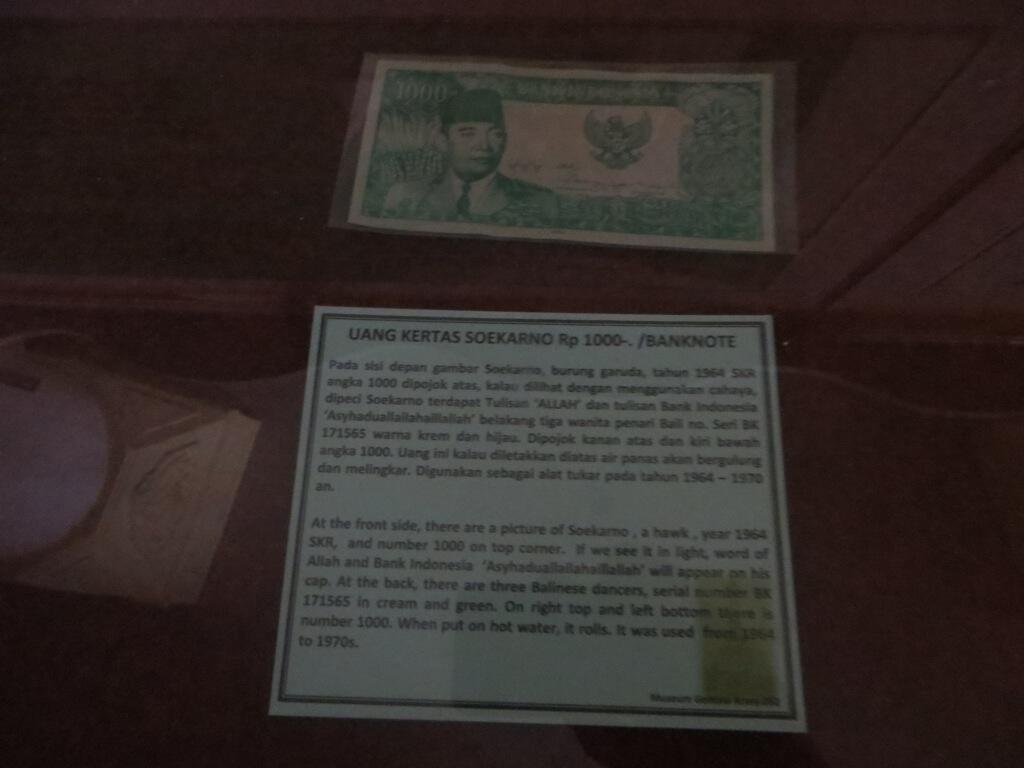 1000
UANG KERTAS SOEKARNO Rp 1000-. /BANKNOTE
Pada sisi depan gambar Soekarno, burung garuda, tahun 1964 SKR
angka 1000 dipojok atas, kalau dilihat dengan menggunakan cahaya,
dipeci Soekarno terdapat Tulisan 'ALLAH' dan tulisan Bank Indonesia
'Asyhaduallailahaillallah' belakang tiga wanita penari Bali no. Seri BK
171565 warna krem dan hijau. Dipojok kanan atas dan kiri bawah
angka 1000. Uang ini kalau diletakkan diatas air panas akan bergulung
dan melingkar. Digunakan sebagai alat tukar pada tahun 1964 – 1970
an.
At the front side, there are a picture of Soekarno , a hawk , year 1964
SKR, and number 1000 on top corner. If we see it in light, word of
Allah and Bank Indonesia 'Asyhaduallailahaillallah' will appear on his
cap. At the back, there are three Balinese dancers, serial number BK
171565 in cream and green. On right top and left bottom there is
number 1000. When put on hot water, it rolls. It was used from 1964
to 1970s.
Museum